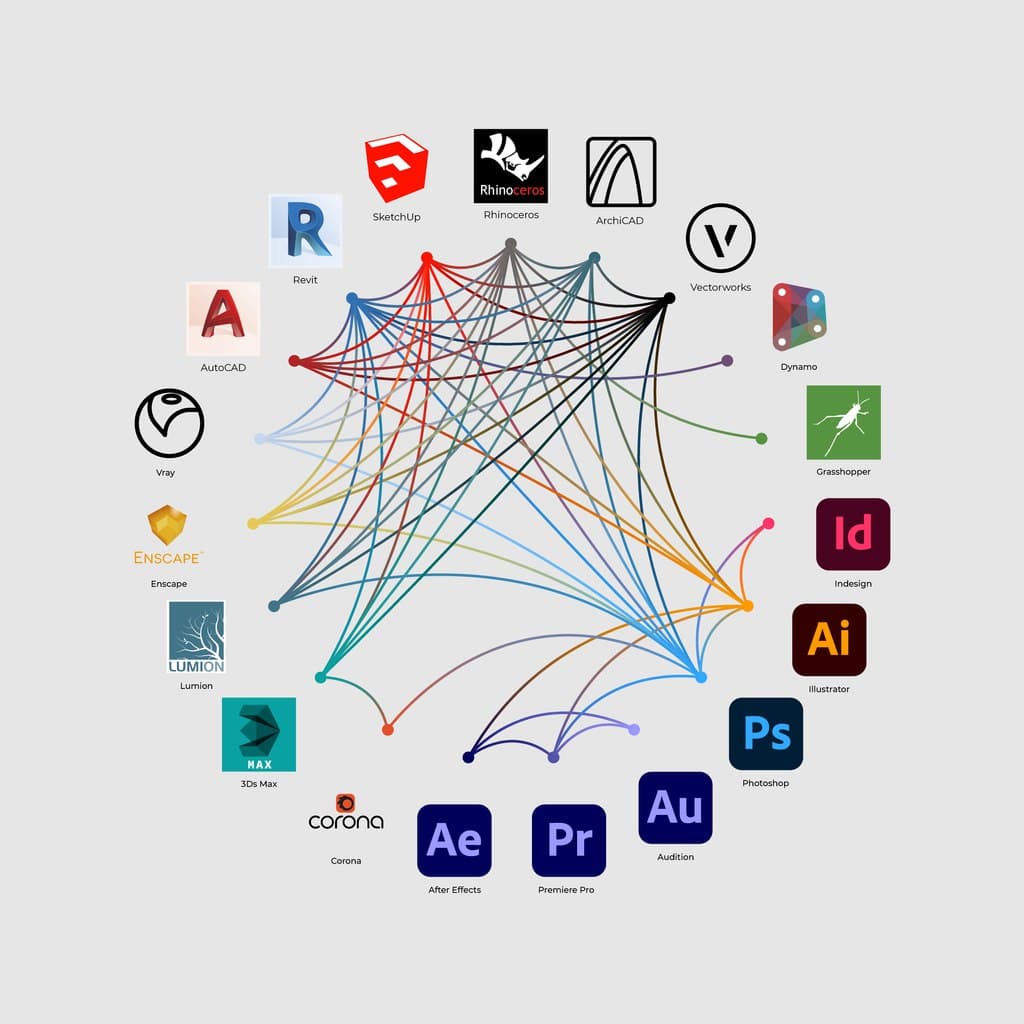 Rhinoceros
SketchUp
Rhinoceros
ArchiCAD
Revit
Vectorworks
AutoCAD
Dynamo
Vray
Grasshopper
ENSCAPE™
Enscape
Id
Indesign
LUMION
Lumion
Ai
Illustrator
MAX
3Ds Max
Ps
Photoshop
corona
Corona
Ae
After Effects
Pr
Premiere Pro
Au
Audition